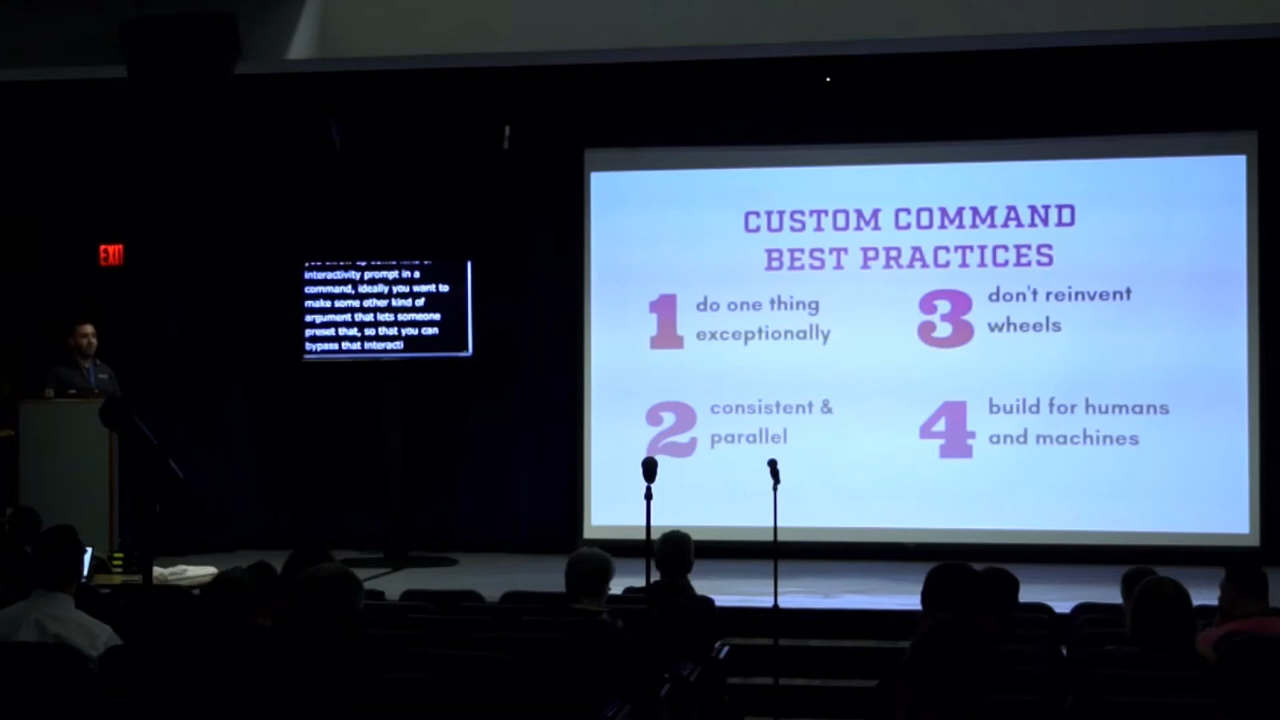 EXIT
interactivity prompt in a
command, ideally you want to
make some other kind of
argument that lets someone
preset that, so that you can
bypass that interacti
CUSTOM COMMAND
BEST PRACTICES
1 do one thing
exceptionally
2 consistent &
parallel
3 don't reinvent
wheels
4 build for humans
and machines